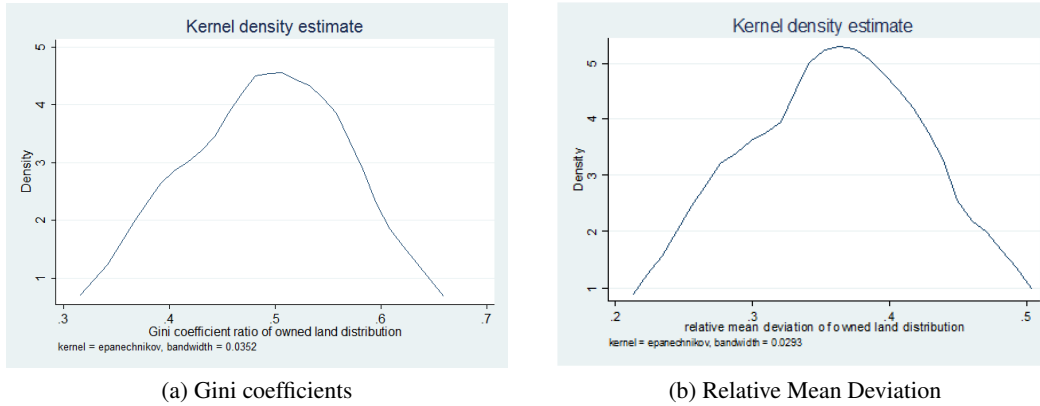 Kernel density estimate
Density
5
4
3
2
1
.3 .4 .5 .6 .7
Gini coefficient ratio of owned land distribution
kernel = epanechnikov, bandwidth = 0.0352
(a) Gini coefficients
Kernel density estimate
Density
5
4
3
2
1
.2 .3 .4 .5
relative mean deviation of owned land distribution
kernel = epanechnikov, bandwidth = 0.0293
(b) Relative Mean Deviation